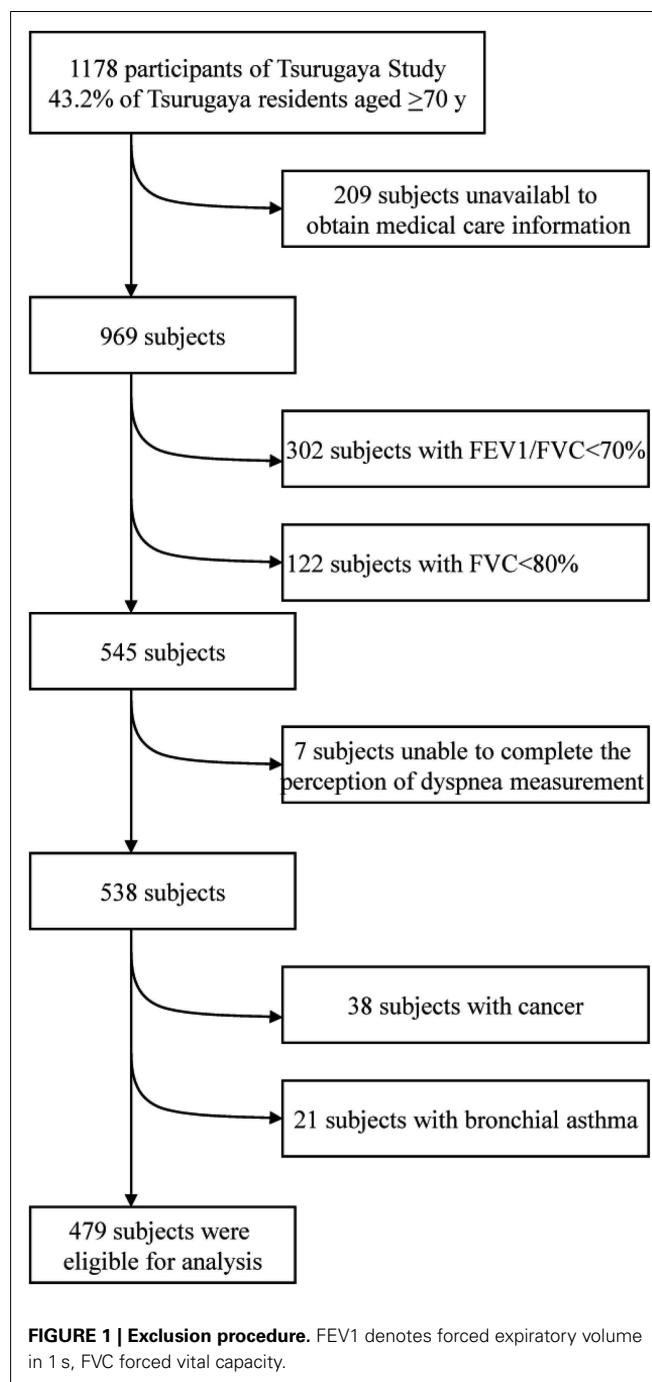 1178 participants of Tsurugaya Study
43.2% of Tsurugaya residents aged ≥70 y
209 subjects unavailabl to
obtain medical care information
969 subjects
302 subjects with FEV1/FVC<70%
122 subjects with FVC<80%
545 subjects
7 subjects unable to complete the
perception of dyspnea measurement
538 subjects
38 subjects with cancer
21 subjects with bronchial asthma
479 subjects were
eligible for analysis
FIGURE 1 | Exclusion procedure. FEV1 denotes forced expiratory volume
in 1 s, FVC forced vital capacity.